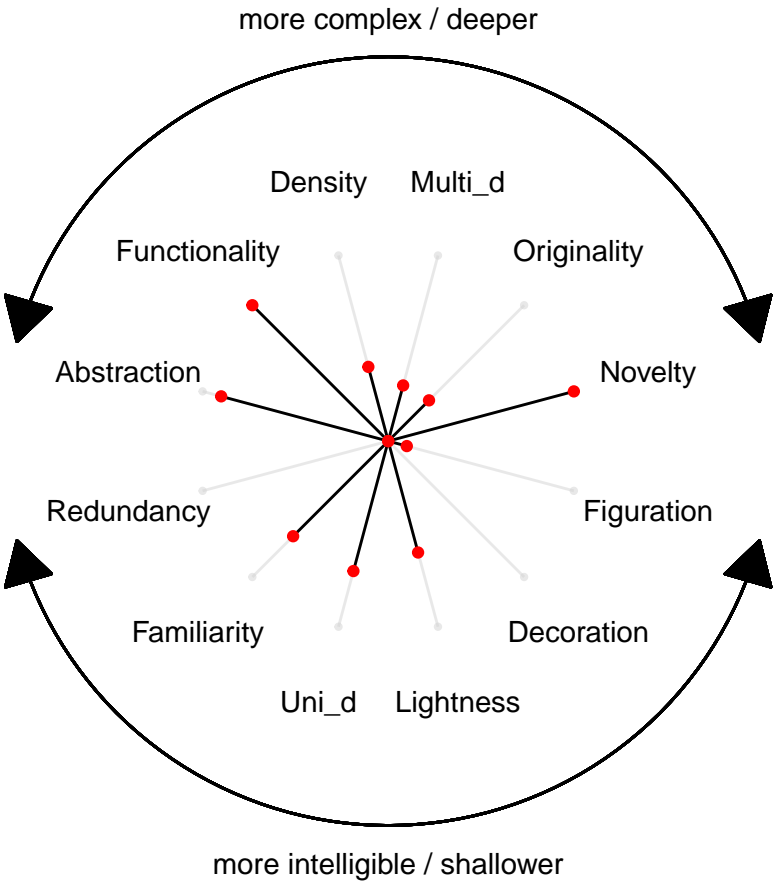 more complex / deeper
Density
Multi_d
Functionality
Originality
Abstraction
Novelty
Redundancy
Figuration
Familiarity
Decoration
Uni_d
Lightness
more intelligible / shallower